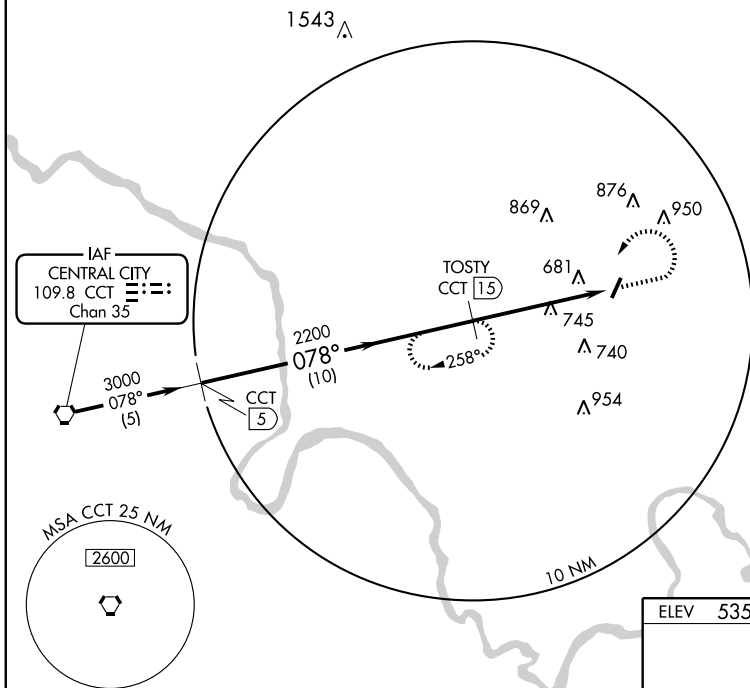 1543
869
876
950
IAF
CENTRAL CITY
109.8 CCT
Chan 35
TOSTY
CCT 15
681
745
740
954
2200
078°
(10)
258°
3000
078°
(5)
CCT
5
MSA CCT 25 NM
2600
10 NM
ELEV 535